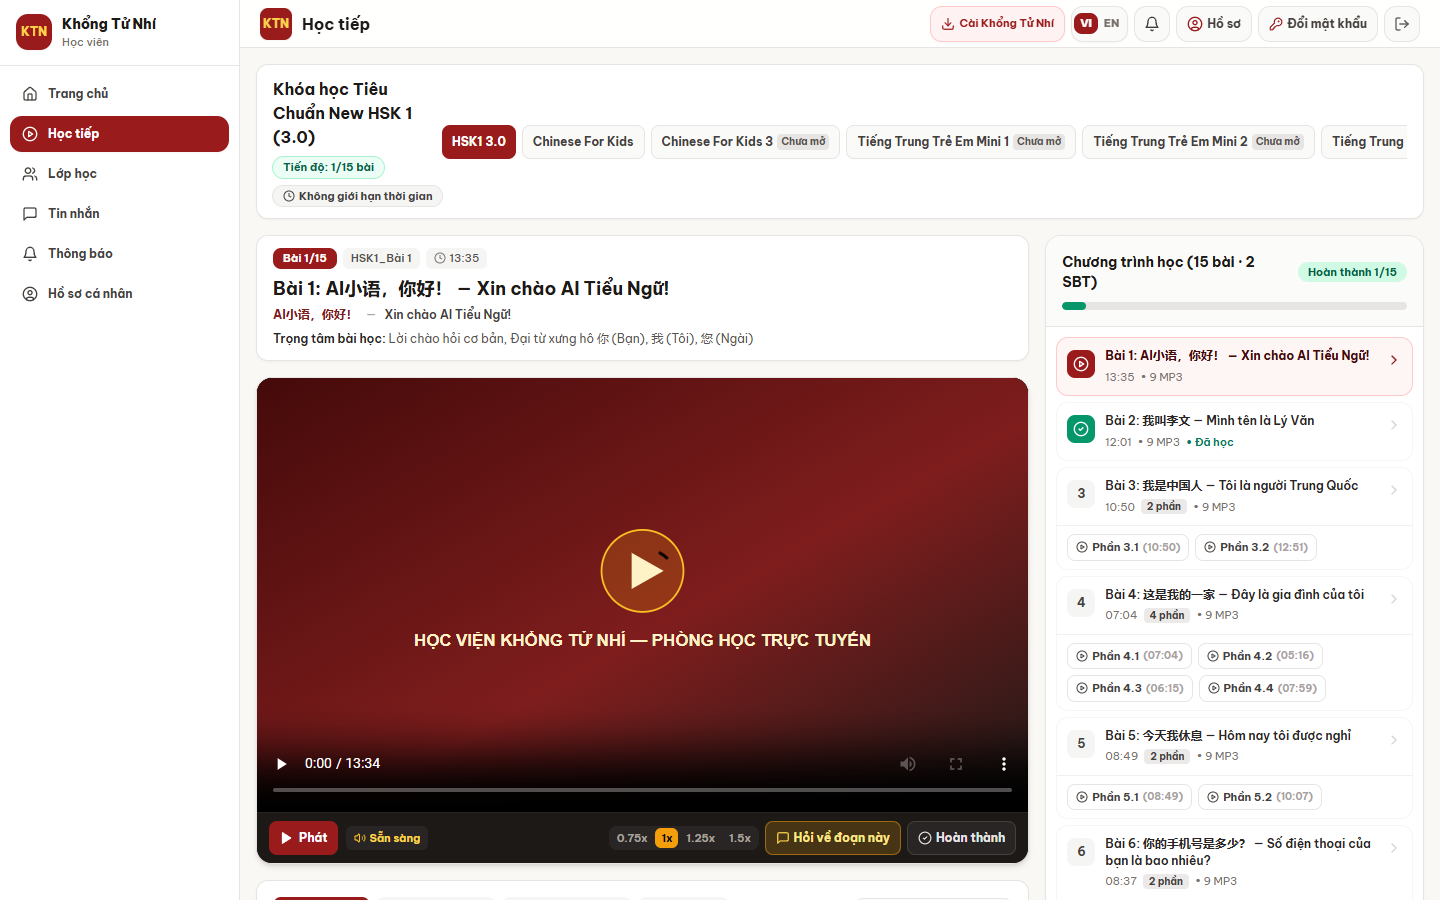 KTN
Khổng Tử Nhí
Học viên
Trang chủ
Học tiếp
Lớp học
Tin nhắn
Thông báo
Hồ sơ cá nhân
KTN
Học tiếp
Cài Khổng Tử Nhí
VI EN
Hồ sơ
Đổi mật khẩu
Khóa học Tiêu
Chuẩn New HSK 1
(3.0)
Tiến độ: 1/15 bài
Không giới hạn thời gian
HSK1 3.0
Chinese For Kids
Chinese For Kids 3 Chưa mở
Tiếng Trung Trẻ Em Mini 1 Chưa mở
Tiếng Trung Trẻ Em Mini 2 Chưa mở
Tiếng Trung
Bài 1/15 HSK1_Bài 1 13:35
Bài 1: AI小语，你好！ — Xin chào AI Tiểu Ngữ!
AI小语，你好！ — Xin chào AI Tiểu Ngữ!
Trọng tâm bài học: Lời chào hỏi cơ bản, Đại từ xưng hô 你 (Bạn), 我 (Tôi), 您 (Ngài)
HỌC VIỆN KHỔNG TỬ NHÍ — PHÒNG HỌC TRỰC TUYẾN
0:00 / 13:34
Phát
Sẵn sàng
0.75x 1x 1.25x 1.5x
Hỏi về đoạn này
Hoàn thành
Chương trình học (15 bài · 2
SBT)
Hoàn thành 1/15
Bài 1: AI小语，你好！ — Xin chào AI Tiểu Ngữ!
13:35 • 9 MP3
Bài 2: 我叫李文 — Mình tên là Lý Văn
12:01 • 9 MP3 • Đã học
3
Bài 3: 我是中国人 — Tôi là người Trung Quốc
10:50 2 phần • 9 MP3
Phần 3.1 (10:50)
Phần 3.2 (12:51)
4
Bài 4: 这是我的一家 — Đây là gia đình của tôi
07:04 4 phần • 9 MP3
Phần 4.1 (07:04)
Phần 4.2 (05:16)
Phần 4.3 (06:15)
Phần 4.4 (07:59)
5
Bài 5: 今天我休息 — Hôm nay tôi được nghỉ
08:49 2 phần • 9 MP3
Phần 5.1 (08:49)
Phần 5.2 (10:07)
6
Bài 6: 你的手机号是多少？ — Số điện thoại của
bạn là bao nhiêu?
08:37 2 phần • 9 MP3